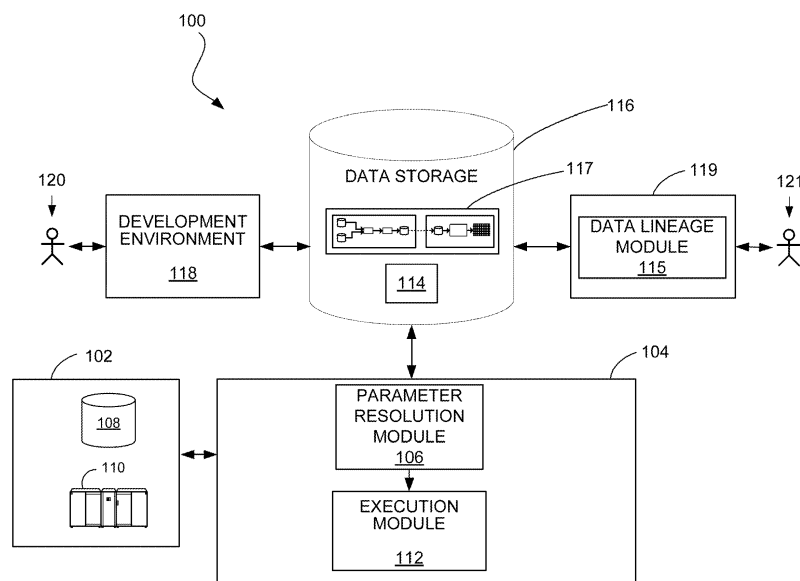 100
116
120
DEVELOPMENT
ENVIRONMENT
118
DATA STORAGE
117
114
119
DATA LINEAGE
MODULE
115
121
102
108
110
104
PARAMETER
RESOLUTION
MODULE
106
EXECUTION
MODULE
112